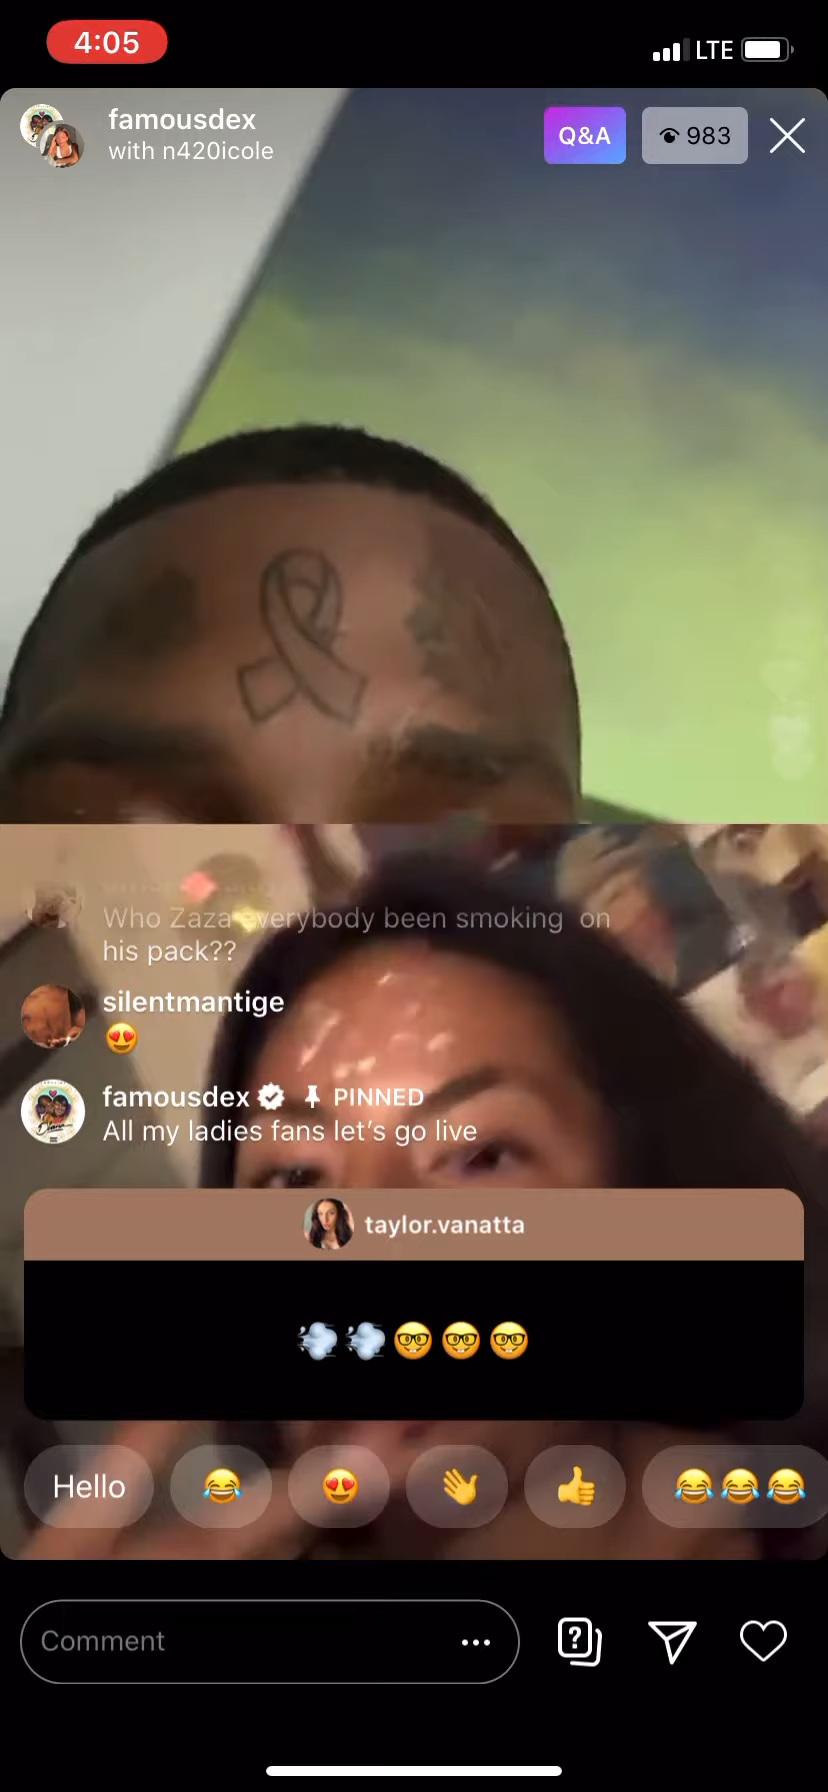 4:05
LTE
famousdex
with n420icole
Q&A
983
Who Zaza everybody been smoking on
his pack??
silentmantige
😍
famousdex PINNED
All my ladies fans let's go live
taylor.vanatta
💨💨🤓🤓🤓
Hello 😂 😍 👋 👍 😂😂😂
Comment